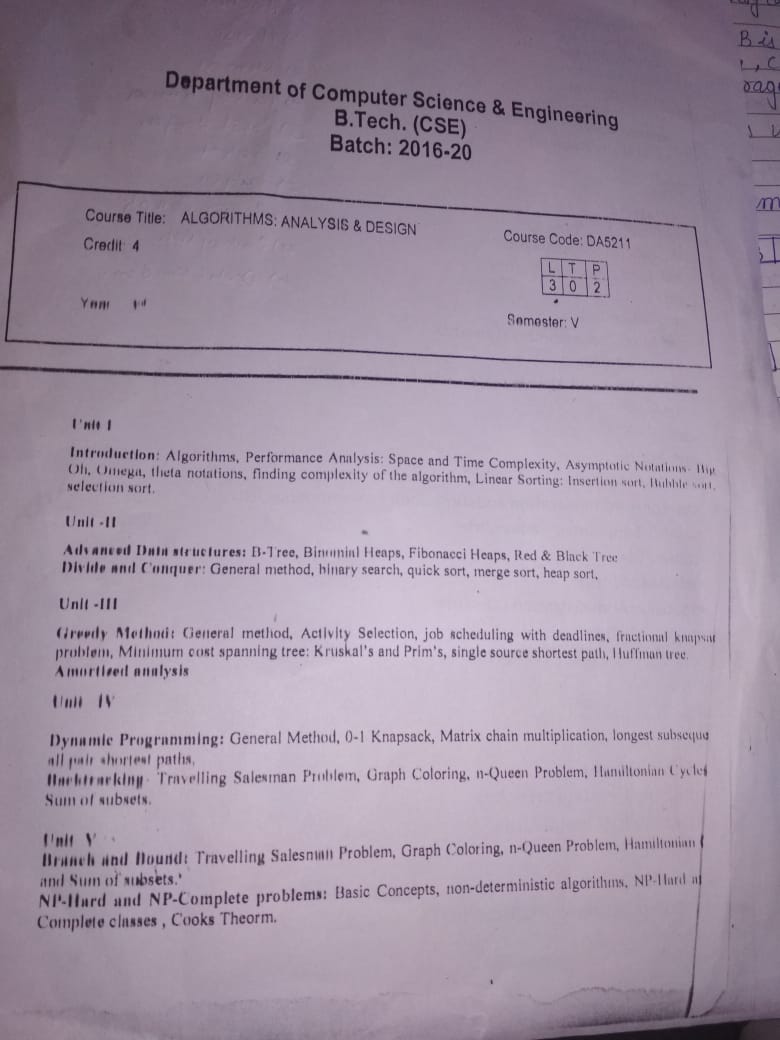 Department of Computer Science & Engineering
B.Tech. (CSE)
Batch: 2016-20
Course Title: ALGORITHMS: ANALYSIS & DESIGN
Course Code: DA5211
Credit: 4
L T P
3 0 2
Year
Semester: V
Unit I
Introduction: Algorithms, Performance Analysis: Space and Time Complexity, Asymptotic Notations- Big
Oh, Omega, theta notations, finding complexity of the algorithm, Linear Sorting: Insertion sort, Bubble sort,
selection sort.
Unit -II
Advanced Data structures: B-Tree, Binomial Heaps, Fibonacci Heaps, Red & Black Tree
Divide and Conquer: General method, binary search, quick sort, merge sort, heap sort,
Unit -III
Greedy Method: General method, Activity Selection, job scheduling with deadlines, fractional knapsa
problem, Minimum cost spanning tree: Kruskal's and Prim's, single source shortest path, Huffman tree.
Amortized analysis
Unit IV
Dynamic Programming: General Method, 0-1 Knapsack, Matrix chain multiplication, longest subseque
all pair shortest paths,
Backtracking- Travelling Salesman Problem, Graph Coloring, n-Queen Problem, Hamiltonian Cycles
Sum of subsets.
Unit V
Branch and Bound: Travelling Salesman Problem, Graph Coloring, n-Queen Problem, Hamiltonian
and Sum of subsets.
NP-Hard and NP-Complete problems: Basic Concepts, non-deterministic algorithms, NP-Hard a
Complete classes , Cooks Theorm.
B is